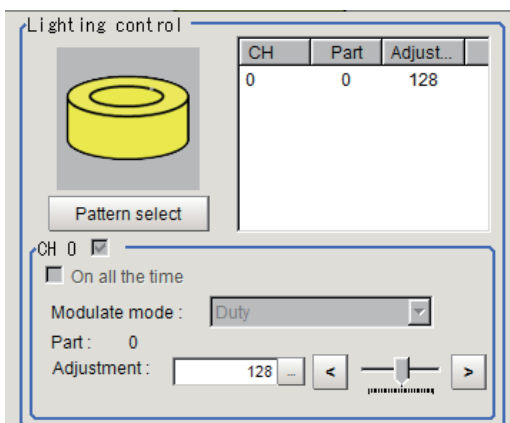 Lighting control
CH Part Adjust...
0 0 128
Pattern select
CH 0
On all the time
Modulate mode : Duty
Part : 0
Adjustment : 128 ... < >